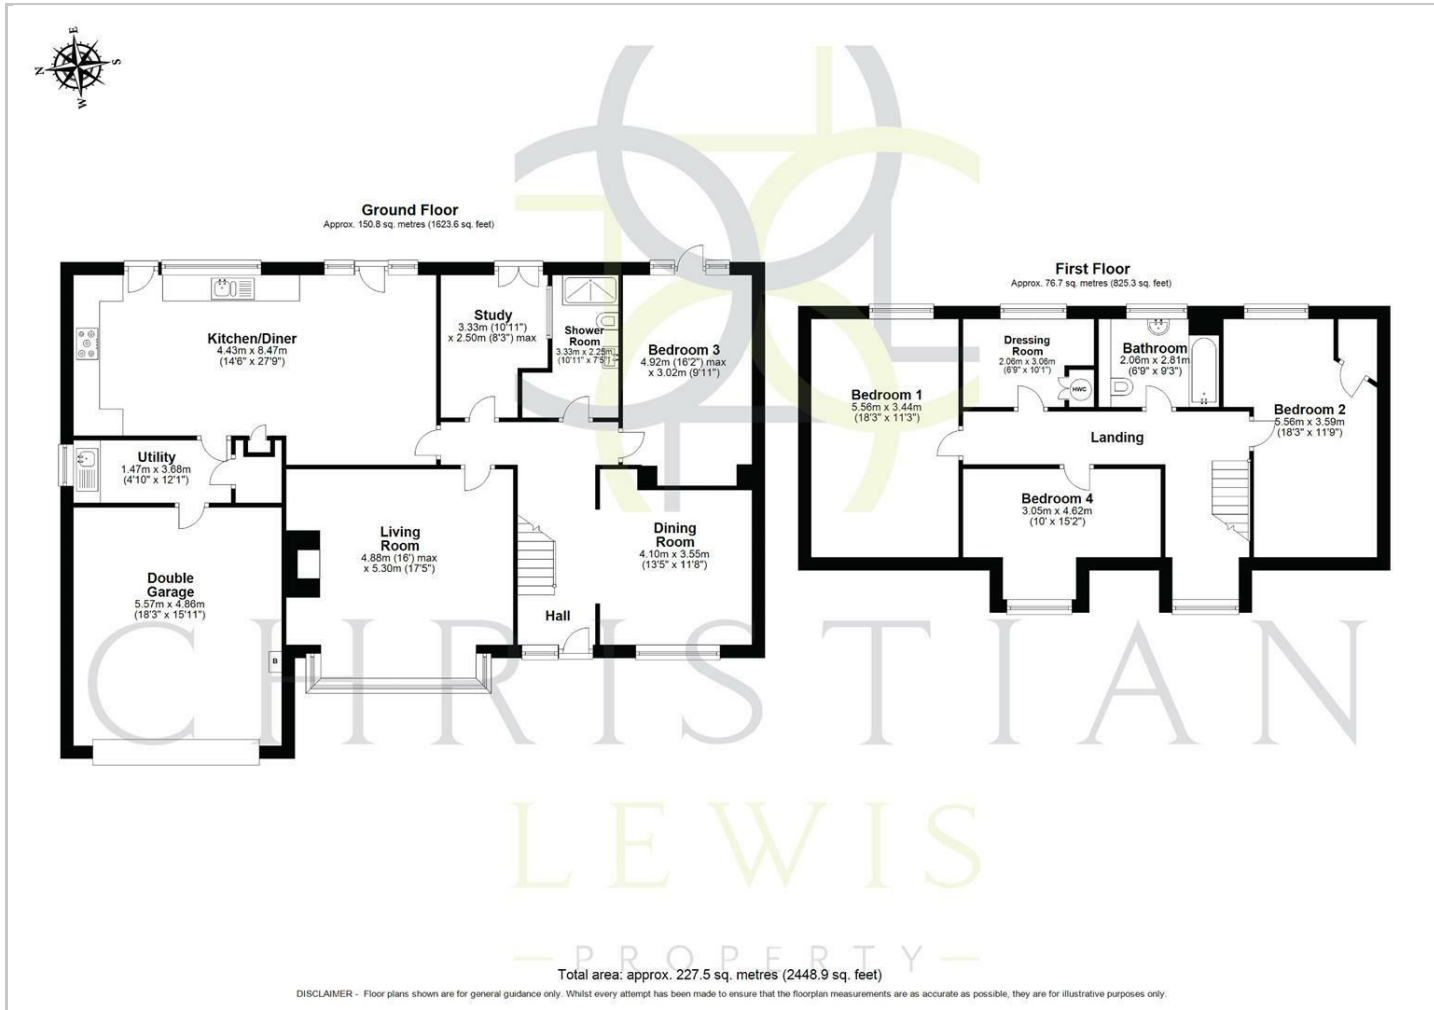 N
E
S
W
Ground Floor
Approx. 150.8 sq. metres (1623.6 sq. feet)
Kitchen/Diner
4.43m x 8.47m
(14'6" x 27'9")
Study
3.33m (10'11")
x 2.50m (8'3") max
Shower
Room
3.33m x 2.25m
(10'11" x 7'5")
Bedroom 3
4.92m (16'2") max
x 3.02m (9'11")
Utility
1.47m x 3.68m
(4'10" x 12'1")
Living
Room
4.88m (16') max
x 5.30m (17'5")
Dining
Room
4.10m x 3.55m
(13'5" x 11'8")
Double
Garage
5.57m x 4.86m
(18'3" x 15'11")
Hall
B
First Floor
Approx. 76.7 sq. metres (825.3 sq. feet)
Dressing
Room
2.06m x 3.06m
(6'9" x 10'1")
HWC
Bathroom
2.06m x 2.81m
(6'9" x 9'3")
Bedroom 1
5.56m x 3.44m
(18'3" x 11'3")
Bedroom 2
5.56m x 3.59m
(18'3" x 11'9")
Landing
Bedroom 4
3.05m x 4.62m
(10' x 15'2")
CHRISTIAN
LEWIS
PROPERTY
Total area: approx. 227.5 sq. metres (2448.9 sq. feet)
DISCLAIMER - Floor plans shown are for general guidance only. Whilst every attempt has been made to ensure that the floorplan measurements are as accurate as possible, they are for illustrative purposes only.